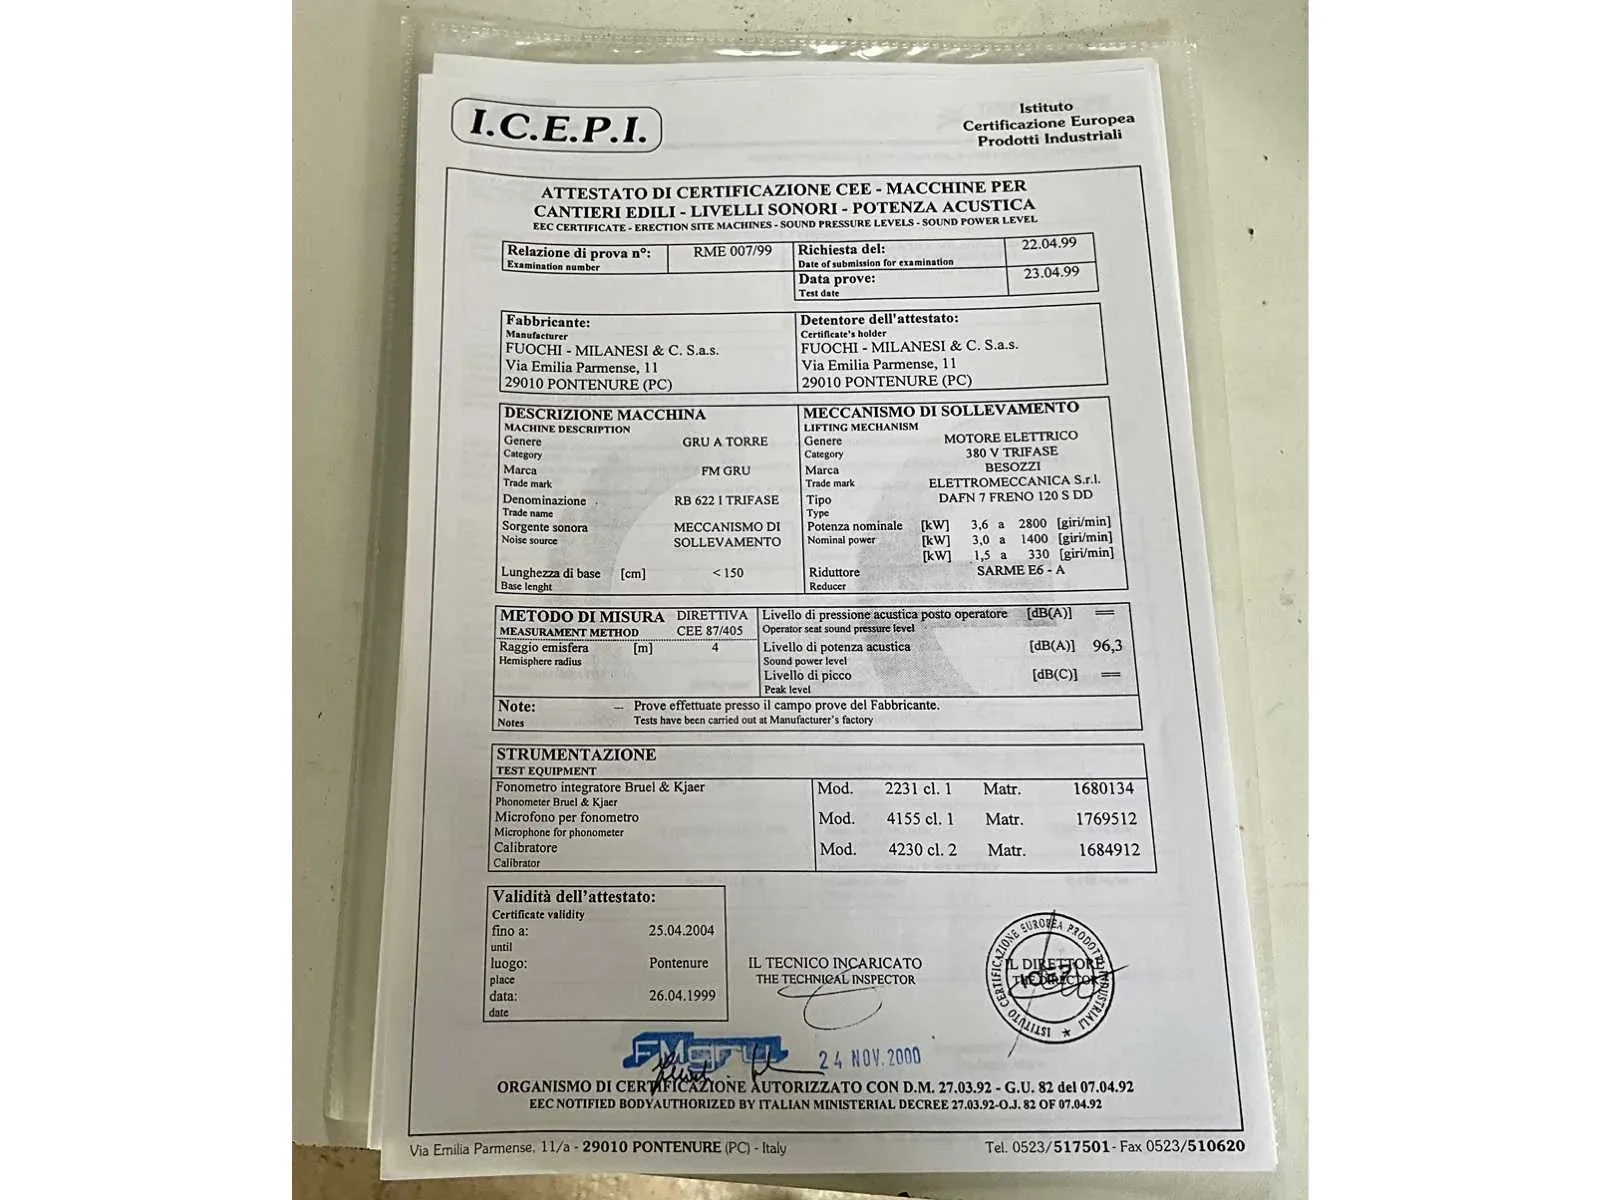 I.C.E.P.I.
Istituto
Certificazione Europea
Prodotti Industriali
ATTESTATO DI CERTIFICAZIONE CEE - MACCHINE PER
CANTIERI EDILI - LIVELLI SONORI - POTENZA ACUSTICA
EEC CERTIFICATE - ERECTION SITE MACHINES - SOUND PRESSURE LEVELS - SOUND POWER LEVEL
Relazione di prova n°: RME 007/99
Examination number
Richiesta del: 22.04.99
Date of submission for examination
Data prove: 23.04.99
Test date
Fabbricante:
Manufacturer
FUOCHI - MILANESI & C. S.a.s.
Via Emilia Parmense, 11
29010 PONTENURE (PC)
Detentore dell'attestato:
Certificate's holder
FUOCHI - MILANESI & C. S.a.s.
Via Emilia Parmense, 11
29010 PONTENURE (PC)
DESCRIZIONE MACCHINA
MACHINE DESCRIPTION
Genere GRU A TORRE
Category
Marca FM GRU
Trade mark
Denominazione RB 622 I TRIFASE
Trade name
Sorgente sonora MECCANISMO DI
Noise source SOLLEVAMENTO
Lunghezza di base [cm] < 150
Base lenght
MECCANISMO DI SOLLEVAMENTO
LIFTING MECHANISM
Genere MOTORE ELETTRICO
Category 380 V TRIFASE
Marca BESOZZI
Trade mark ELETTROMECCANICA S.r.l.
Tipo DAFN 7 FRENO 120 S DD
Type
Potenza nominale [kW] 3,6 a 2800 [giri/min]
Nominal power [kW] 3,0 a 1400 [giri/min]
[kW] 1,5 a 330 [giri/min]
Riduttore SARME E6 - A
Reducer
METODO DI MISURA DIRETTIVA
MEASURAMENT METHOD CEE 87/405
Raggio emisfera [m] 4
Hemisphere radius
Livello di pressione acustica posto operatore [dB(A)] ==
Operator seat sound pressure level
Livello di potenza acustica [dB(A)] 96,3
Sound power level
Livello di picco [dB(C)] ==
Peak level
Note: – Prove effettuate presso il campo prove del Fabbricante.
Notes Tests have been carried out at Manufacturer's factory
STRUMENTAZIONE
TEST EQUIPMENT
Fonometro integratore Bruel & Kjaer Mod. 2231 cl. 1 Matr. 1680134
Phonometer Bruel & Kjaer
Microfono per fonometro Mod. 4155 cl. 1 Matr. 1769512
Microphone for phonometer
Calibratore Mod. 4230 cl. 2 Matr. 1684912
Calibrator
Validità dell'attestato:
Certificate validity
fino a: 25.04.2004
until
luogo: Pontenure
place
data: 26.04.1999
date
IL TECNICO INCARICATO
THE TECHNICAL INSPECTOR
IL DIRETTORE
THE DIRECTOR
ISTITUTO CERTIFICAZIONE EUROPEA PRODOTTI INDUSTRIALI
FMgru
24 NOV. 2000
ORGANISMO DI CERTIFICAZIONE AUTORIZZATO CON D.M. 27.03.92 - G.U. 82 del 07.04.92
EEC NOTIFIED BODY AUTHORIZED BY ITALIAN MINISTERIAL DECREE 27.03.92-O.J. 82 OF 07.04.92
Via Emilia Parmense, 11/a - 29010 PONTENURE (PC) - Italy
Tel. 0523/517501 - Fax 0523/510620